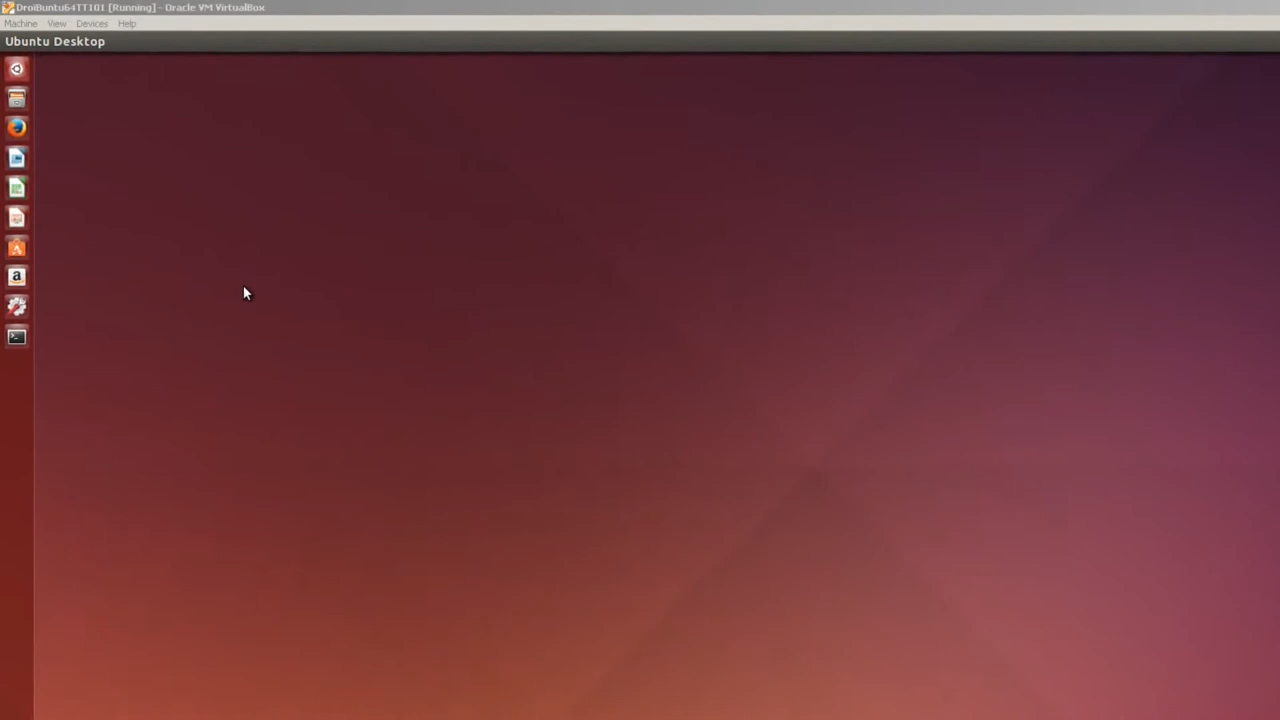 DroiBuntu64TT101 [Running] - Oracle VM VirtualBox
Machine View Devices Help
Ubuntu Desktop
a